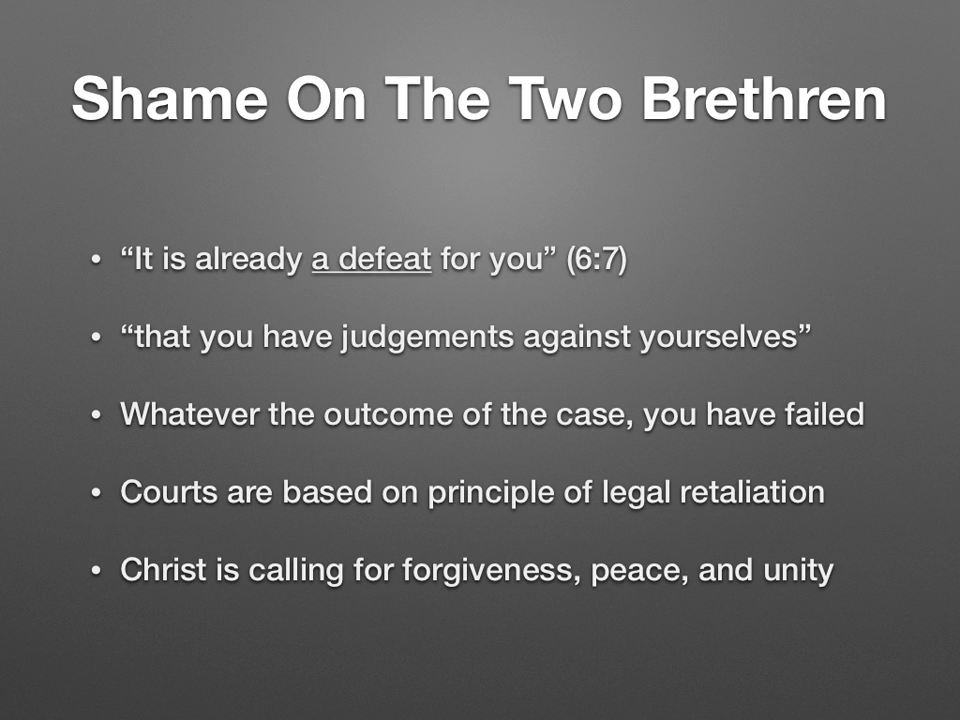 Shame On The Two Brethren
• “It is already a defeat for you” (6:7)
• “that you have judgements against yourselves”
• Whatever the outcome of the case, you have failed
• Courts are based on principle of legal retaliation
• Christ is calling for forgiveness, peace, and unity